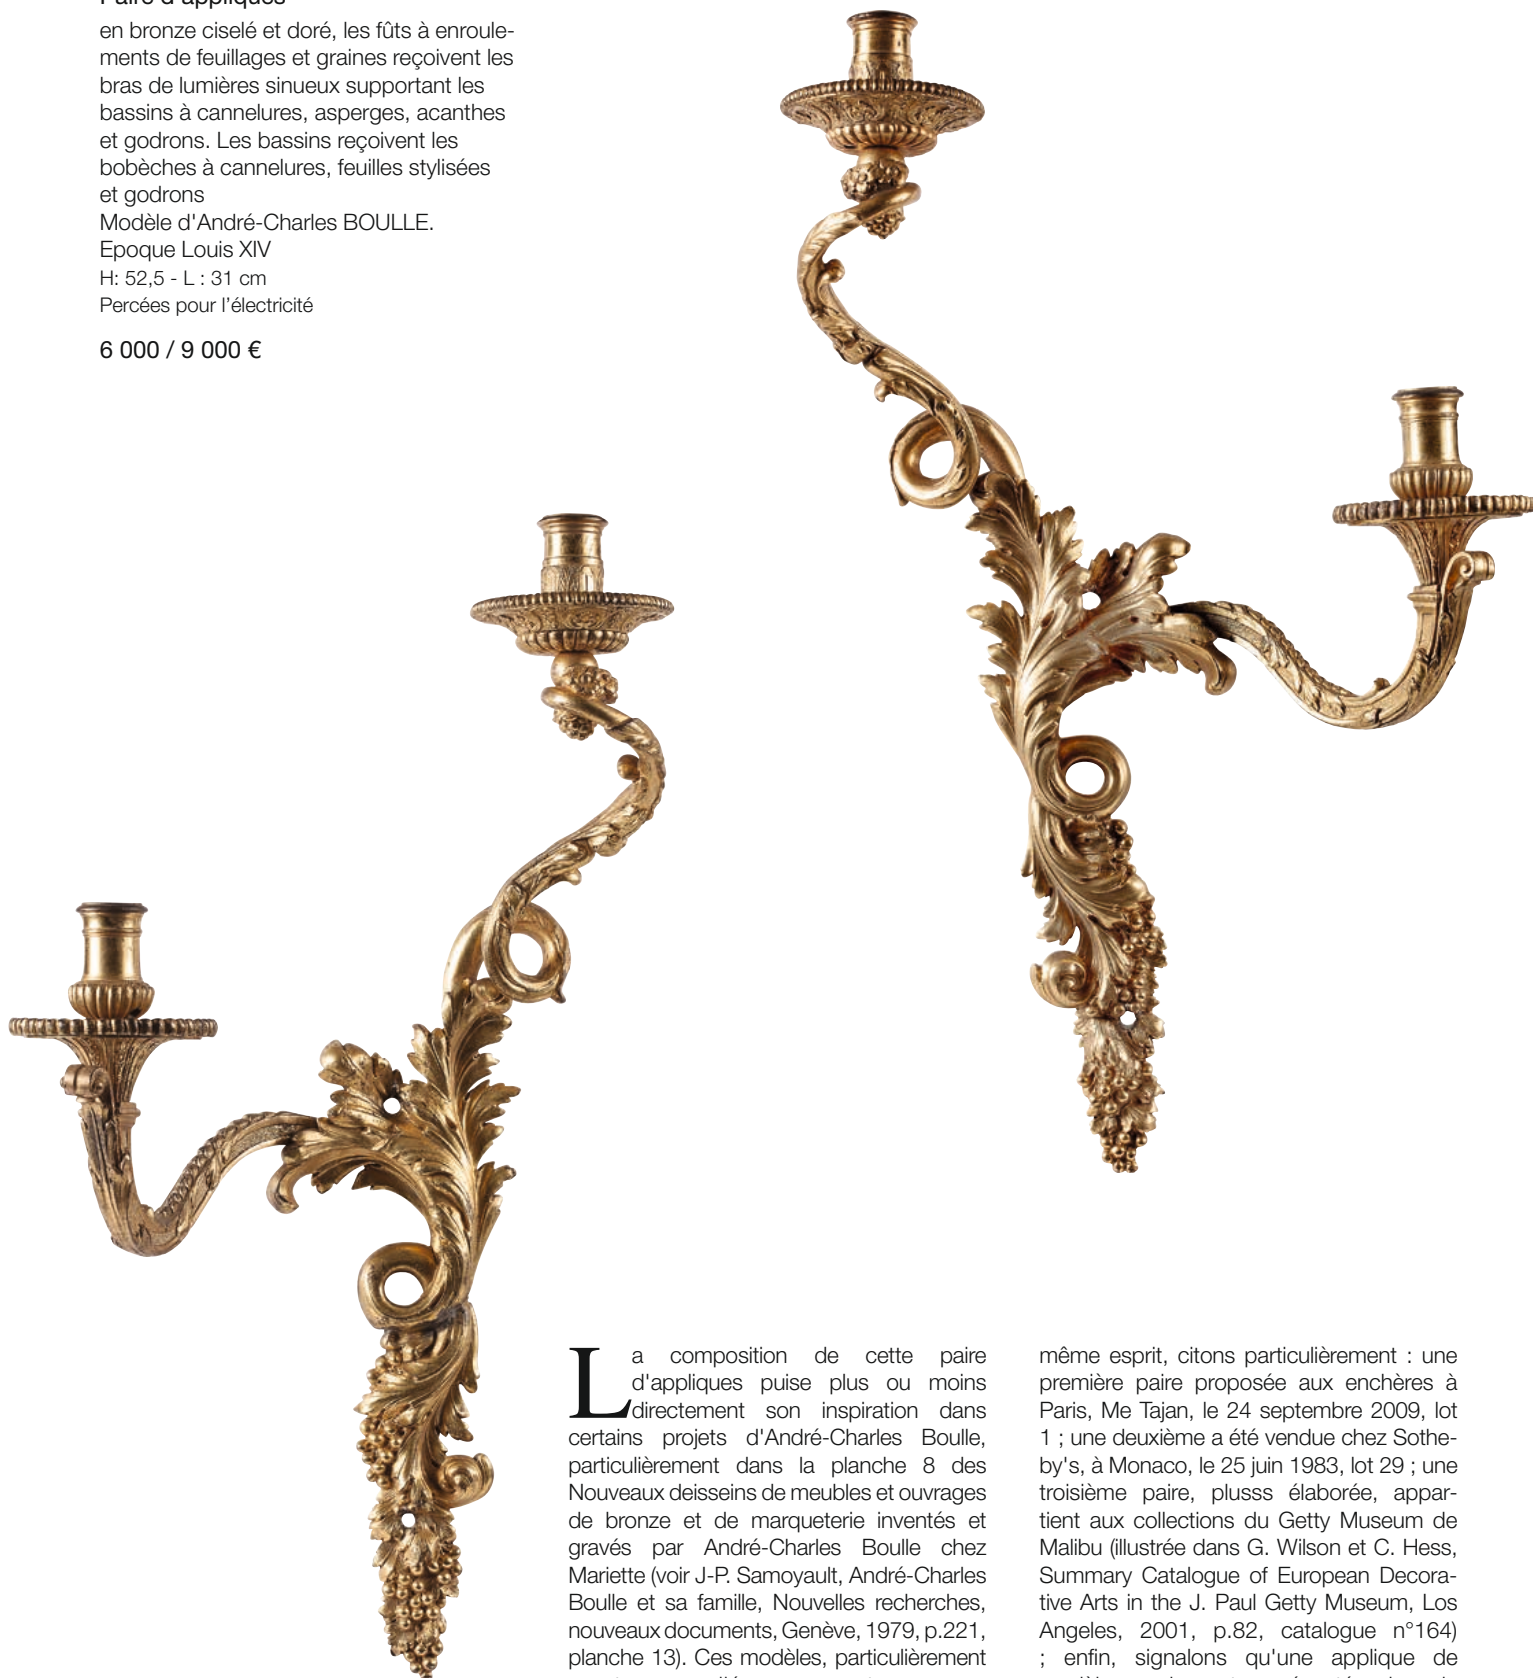 Paire d'appliques
en bronze ciselé et doré, les fûts à enroule-
ments de feuillages et graines reçoivent les
bras de lumières sinueux supportant les
bassins à cannelures, asperges, acanthes
et godrons. Les bassins reçoivent les
bobèches à cannelures, feuilles stylisées
et godrons
Modèle d'André-Charles BOULLE.
Epoque Louis XIV
H: 52,5 - L : 31 cm
Percées pour l'électricité
6 000 / 9 000 €
La composition de cette paire
d'appliques puise plus ou moins
directement son inspiration dans
certains projets d'André-Charles Boulle,
particulièrement dans la planche 8 des
Nouveaux deisseins de meubles et ouvrages
de bronze et de marqueterie inventés et
gravés par André-Charles Boulle chez
Mariette (voir J-P. Samoyault, André-Charles
Boulle et sa famille, Nouvelles recherches,
nouveaux documents, Genève, 1979, p.221,
planche 13). Ces modèles, particulièrement
même esprit, citons particulièrement : une
première paire proposée aux enchères à
Paris, Me Tajan, le 24 septembre 2009, lot
1 ; une deuxième a été vendue chez Sothe-
by's, à Monaco, le 25 juin 1983, lot 29 ; une
troisième paire, plusss élaborée, appar-
tient aux collections du Getty Museum de
Malibu (illustrée dans G. Wilson et C. Hess,
Summary Catalogue of European Decora-
tive Arts in the J. Paul Getty Museum, Los
Angeles, 2001, p.82, catalogue n°164)
; enfin, signalons qu'une applique de